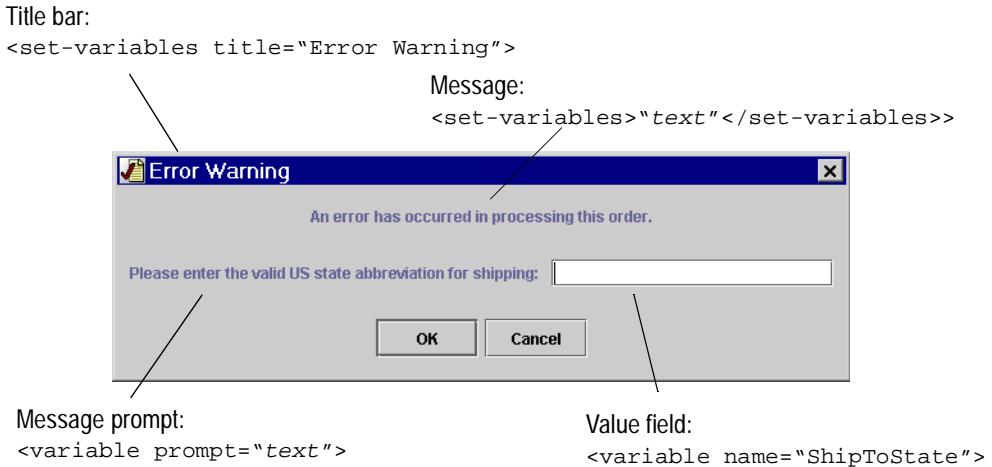 Title bar:
<set-variables title=“Error Warning”>
Message:
<set-variables>“text”</set-variables>>
Error Warning
An error has occurred in processing this order.
Please enter the valid US state abbreviation for shipping:
OK
Cancel
Message prompt:
<variable prompt=“text”>
Value field:
<variable name=“ShipToState”>